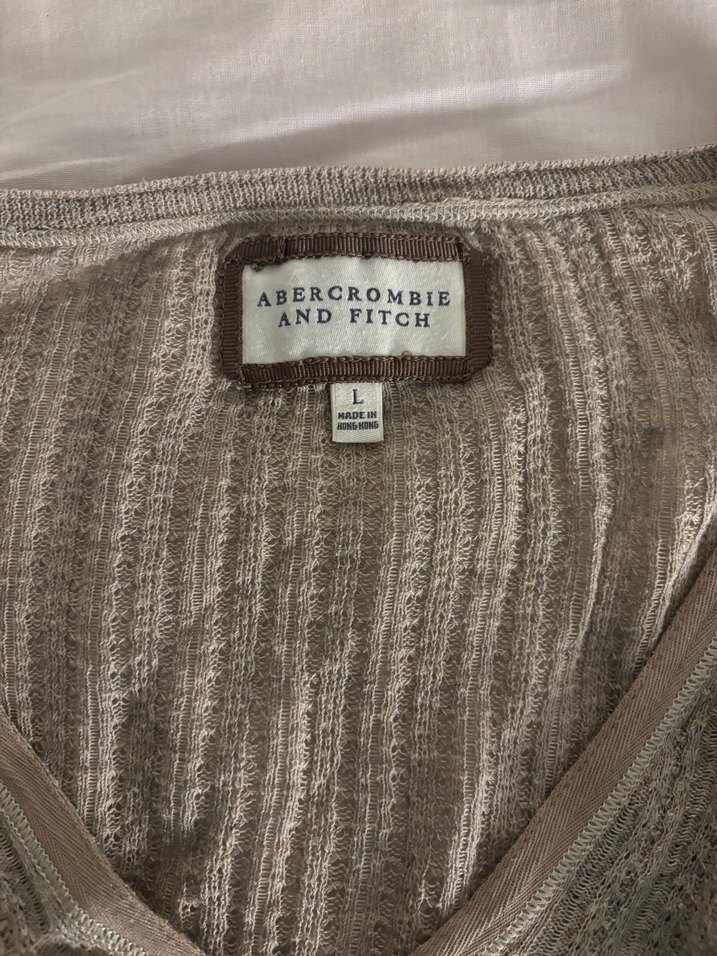 ABERCROMBIE
AND FITCH
L
MADE IN
HONG KONG